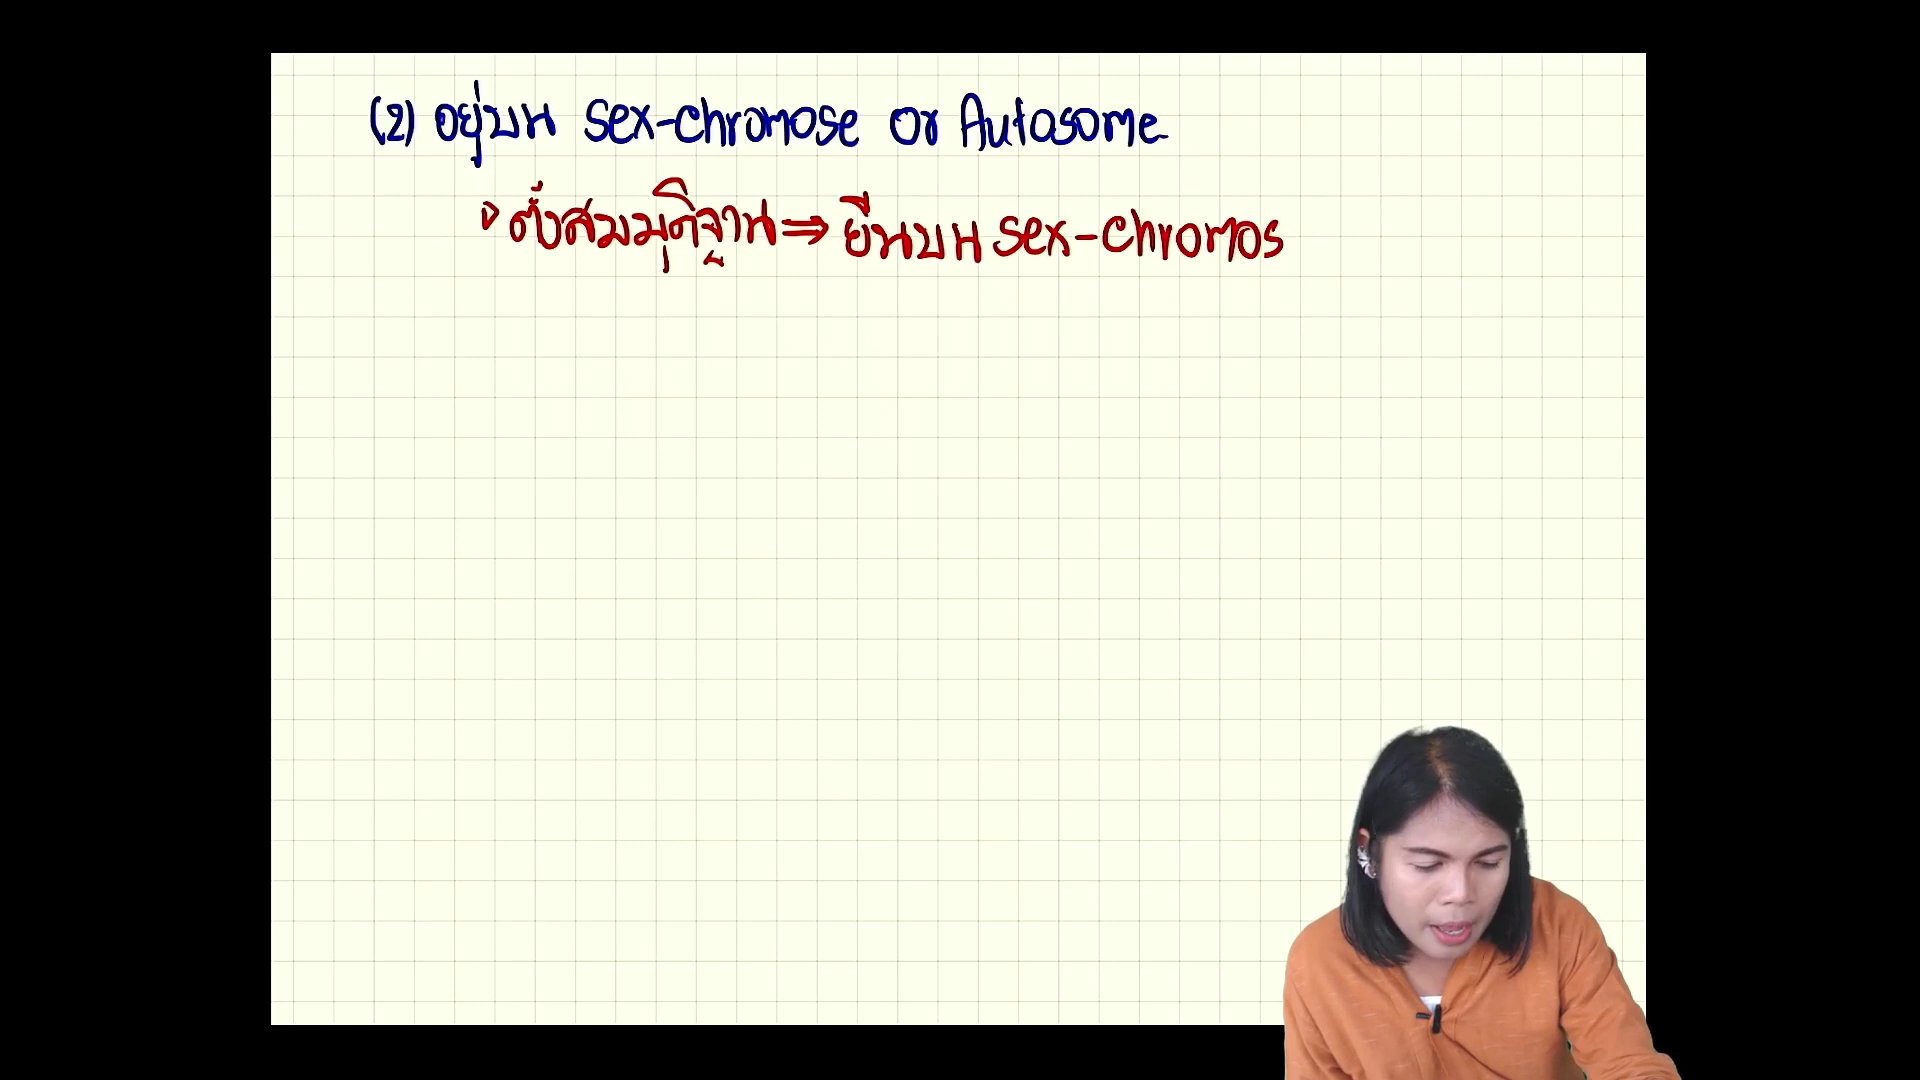 (2) อยู่บน sex-chromose or Autosome
ตั้งสมมุติฐาน ⇒ ยีนบน sex-chromos